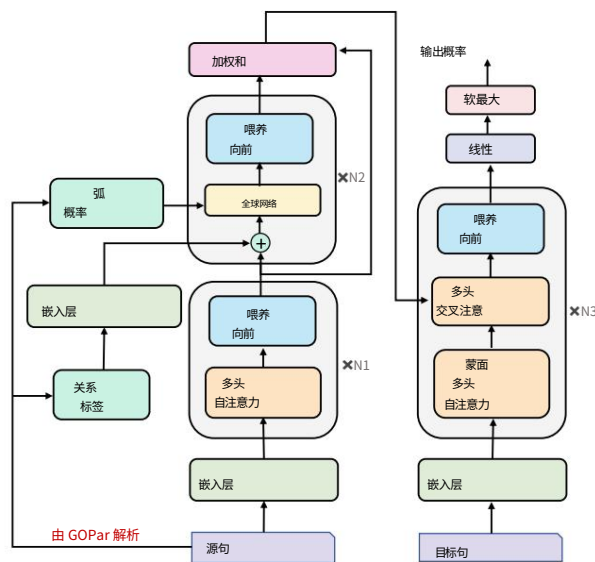 加权和
输出概率
软最大
喂养
向前
线性
×N2
弧
概率
全球网络
喂养
向前
+
嵌入层
多头
交叉注意
喂养
向前
×N3
×N1
蒙面
多头
自注意力
关系
标签
多头
自注意力
嵌入层
嵌入层
由 GOPar 解析
源句
目标句